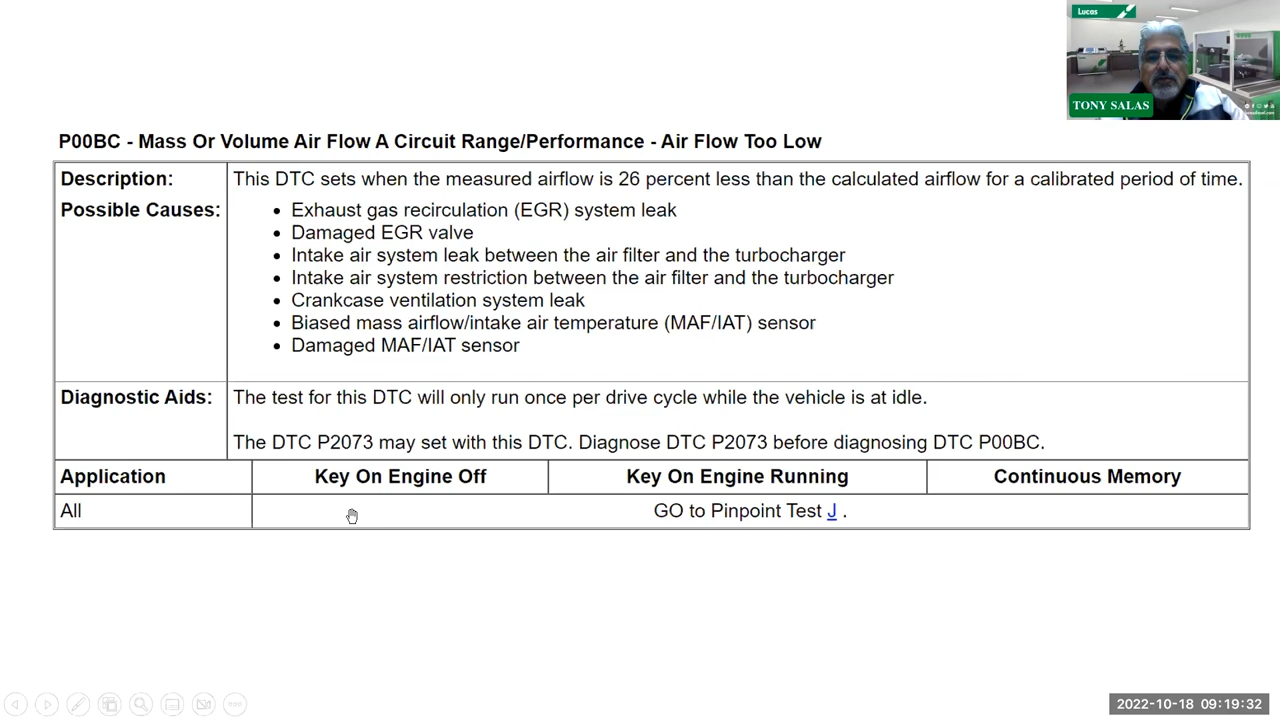 Lucas
TONY SALAS
P00BC - Mass Or Volume Air Flow A Circuit Range/Performance - Air Flow Too Low
Description: This DTC sets when the measured airflow is 26 percent less than the calculated airflow for a calibrated period of time.
Possible Causes:
• Exhaust gas recirculation (EGR) system leak
• Damaged EGR valve
• Intake air system leak between the air filter and the turbocharger
• Intake air system restriction between the air filter and the turbocharger
• Crankcase ventilation system leak
• Biased mass airflow/intake air temperature (MAF/IAT) sensor
• Damaged MAF/IAT sensor
Diagnostic Aids: The test for this DTC will only run once per drive cycle while the vehicle is at idle.
The DTC P2073 may set with this DTC. Diagnose DTC P2073 before diagnosing DTC P00BC.
Application Key On Engine Off Key On Engine Running Continuous Memory
All GO to Pinpoint Test J .
2022-10-18 09:19:32